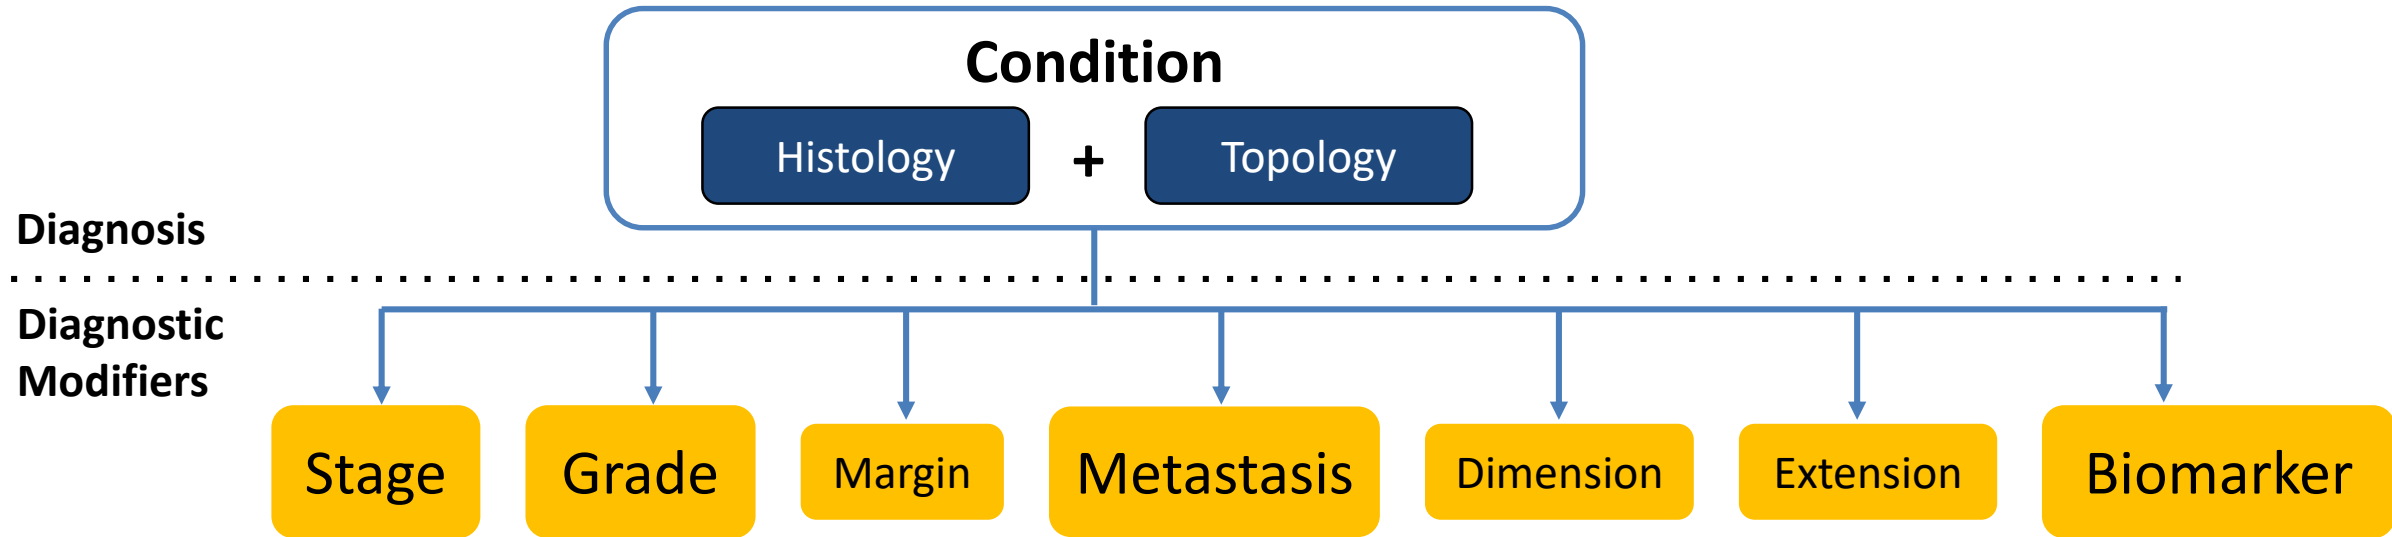 Condition
Histology + Topology
Diagnosis
Diagnostic
Modifiers
Stage Grade Margin Metastasis Dimension Extension Biomarker